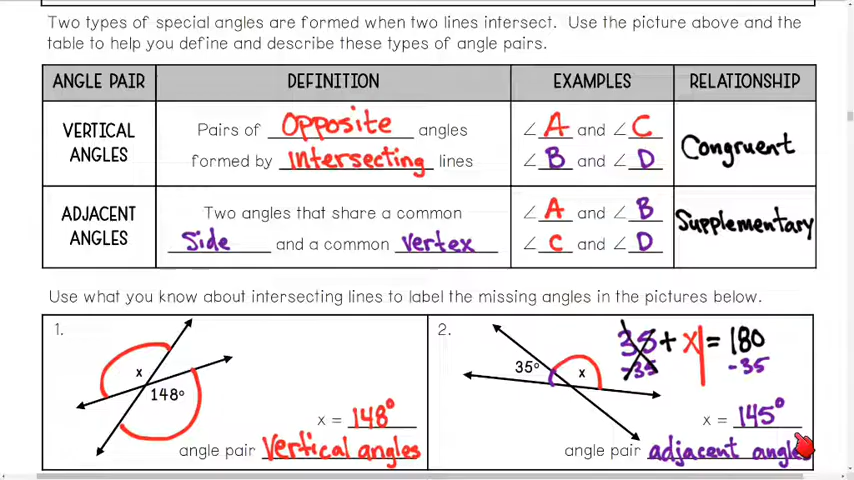 Two types of special angles are formed when two lines intersect. Use the picture above and the
table to help you define and describe these types of angle pairs.
ANGLE PAIR DEFINITION EXAMPLES RELATIONSHIP
VERTICAL ANGLES
Pairs of Opposite angles
formed by Intersecting lines
∠ A and ∠ C
∠ B and ∠ D
Congruent
ADJACENT ANGLES
Two angles that share a common
Side and a common Vertex
∠ A and ∠ B
∠ C and ∠ D
Supplementary
Use what you know about intersecting lines to label the missing angles in the pictures below.
1.
x
148°
x = 148°
angle pair Vertical angles
2.
35°
x
35 + x = 180
-35 -35
x = 145°
angle pair adjacent angles